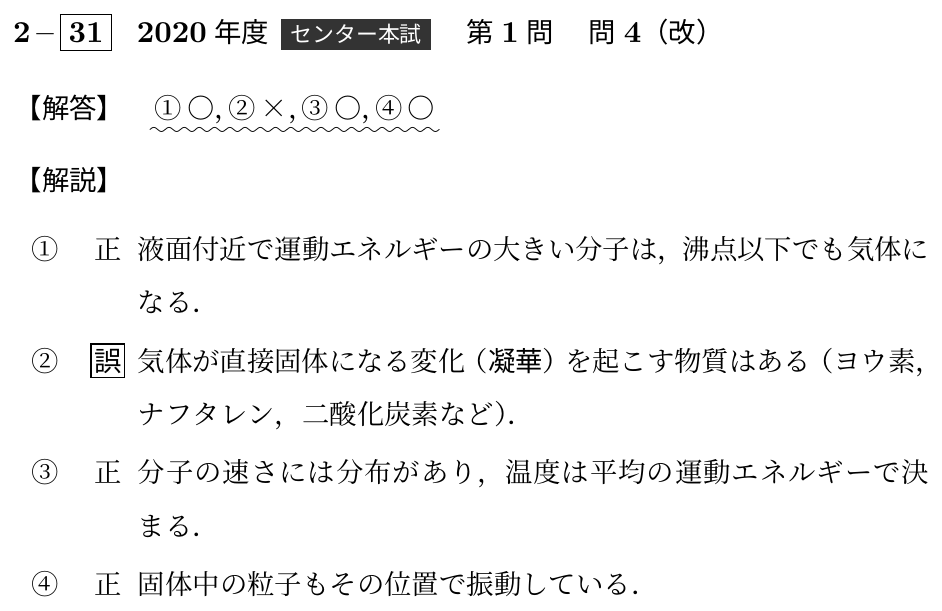 2−31 2020 年度 センター本試 第 1 問 問 4（改）
【解答】 ①○,②×,③○,④○
【解説】
① 正 液面付近で運動エネルギーの大きい分子は，沸点以下でも気体に
なる．
② 誤 気体が直接固体になる変化（凝華）を起こす物質はある（ヨウ素，
ナフタレン，二酸化炭素など）．
③ 正 分子の速さには分布があり，温度は平均の運動エネルギーで決
まる．
④ 正 固体中の粒子もその位置で振動している．